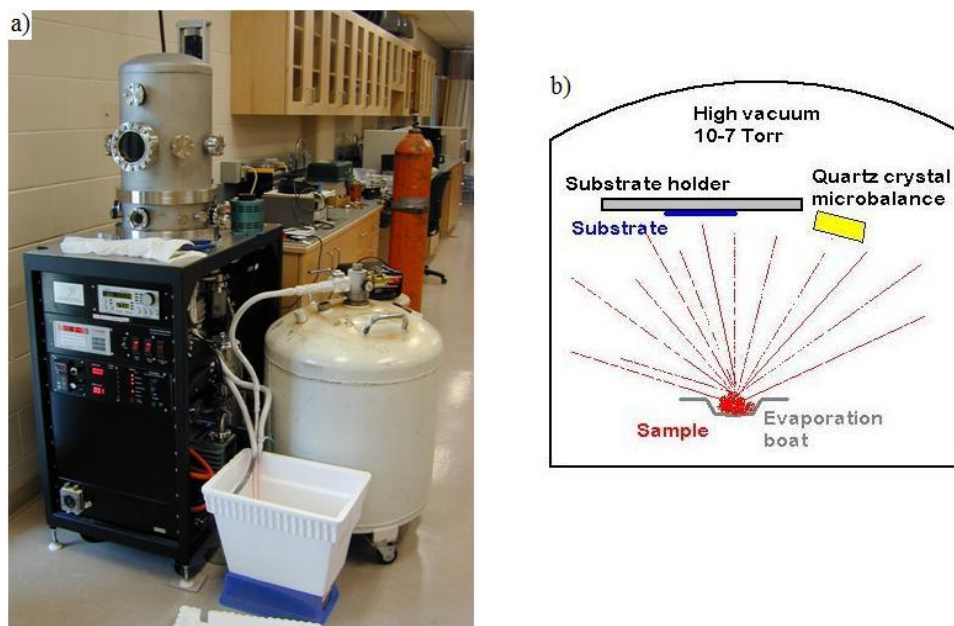 a)
b)
High vacuum
10-7 Torr
Substrate holder
Quartz crystal
microbalance
Substrate
Sample
Evaporation
boat